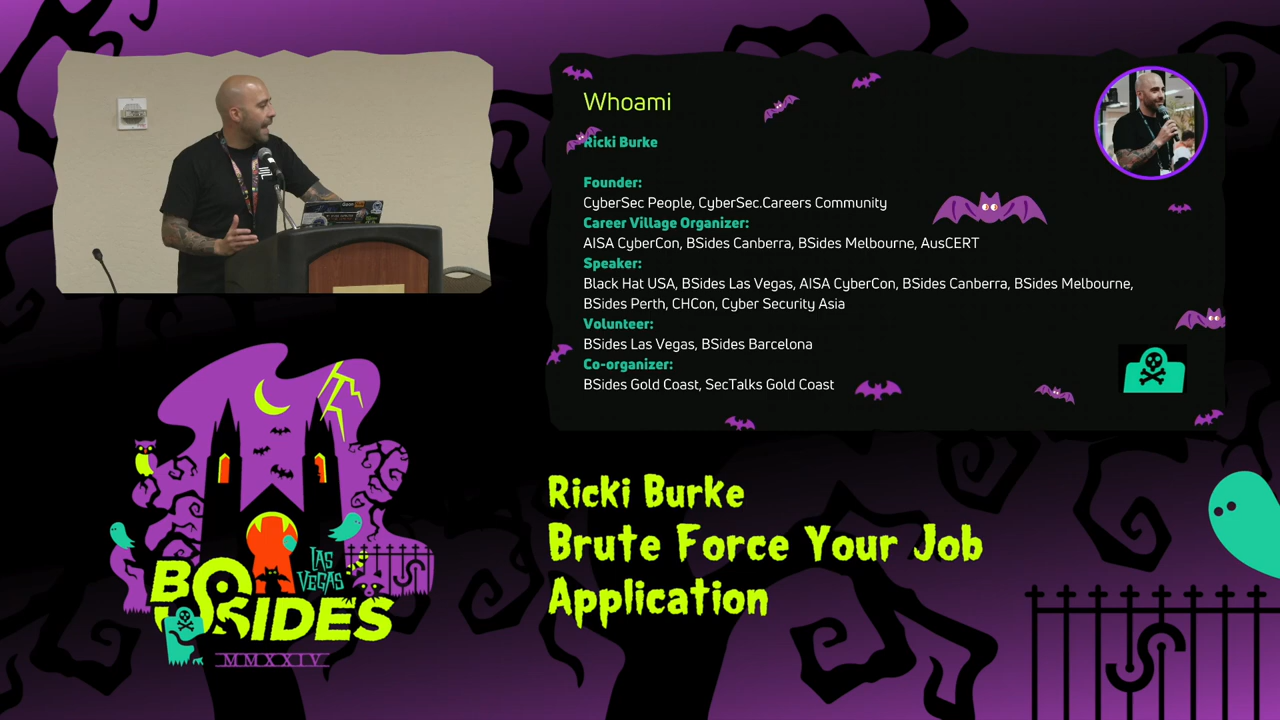 Whoami
Ricki Burke
Founder:
CyberSec People, CyberSec.Careers Community
Career Village Organizer:
AISA CyberCon, BSides Canberra, BSides Melbourne, AusCERT
Speaker:
Black Hat USA, BSides Las Vegas, AISA CyberCon, BSides Canberra, BSides Melbourne,
BSides Perth, CHCon, Cyber Security Asia
Volunteer:
BSides Las Vegas, BSides Barcelona
Co-organizer:
BSides Gold Coast, SecTalks Gold Coast
LAS
VEGAS
BSIDES
MMXXIV
Ricki Burke
Brute Force Your Job
Application